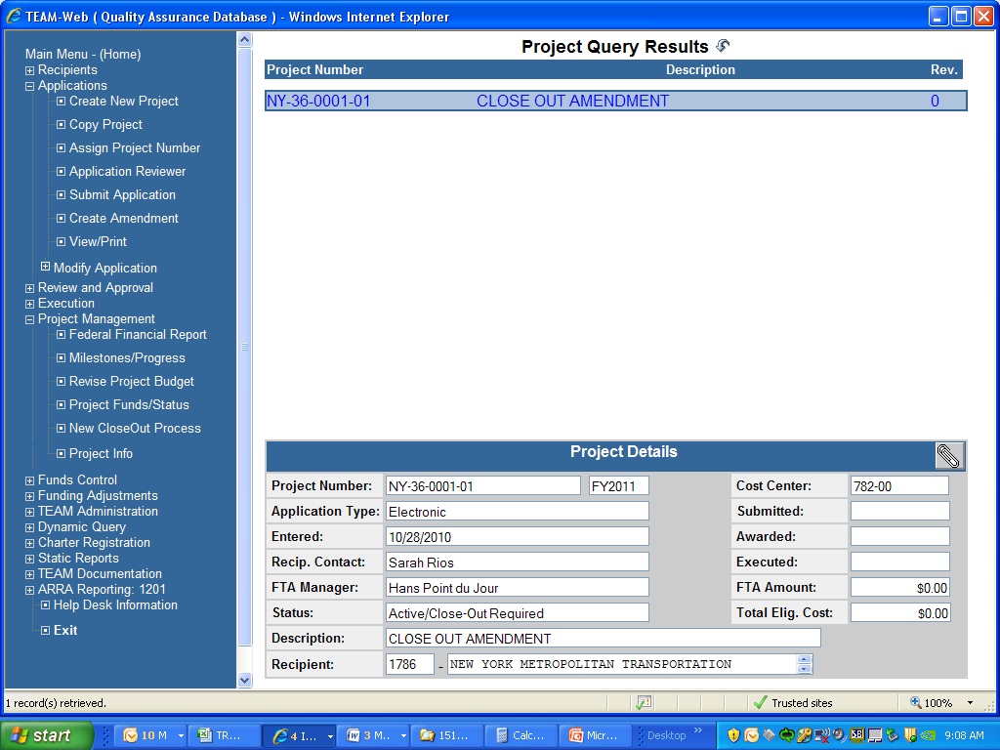 TEAM-Web ( Quality Assurance Database ) - Windows Internet Explorer
Main Menu - (Home)
Recipients
Applications
Create New Project
Copy Project
Assign Project Number
Application Reviewer
Submit Application
Create Amendment
View/Print
Modify Application
Review and Approval
Execution
Project Management
Federal Financial Report
Milestones/Progress
Revise Project Budget
Project Funds/Status
New CloseOut Process
Project Info
Funds Control
Funding Adjustments
TEAM Administration
Dynamic Query
Charter Registration
Static Reports
TEAM Documentation
ARRA Reporting: 1201
Help Desk Information
Exit
Project Query Results
Project Number Description Rev.
NY-36-0001-01 CLOSE OUT AMENDMENT 0
Project Details
Project Number: NY-36-0001-01 FY2011 Cost Center: 782-00
Application Type: Electronic Submitted:
Entered: 10/28/2010 Awarded:
Recip. Contact: Sarah Rios Executed:
FTA Manager: Hans Point du Jour FTA Amount: $0.00
Status: Active/Close-Out Required Total Elig. Cost: $0.00
Description: CLOSE OUT AMENDMENT
Recipient: 1786 - NEW YORK METROPOLITAN TRANSPORTATION
1 record(s) retrieved. Trusted sites 100%
start 10 M TR... 4 I... 3 M... 151... Calc... Micr... Desktop » 9:08 AM